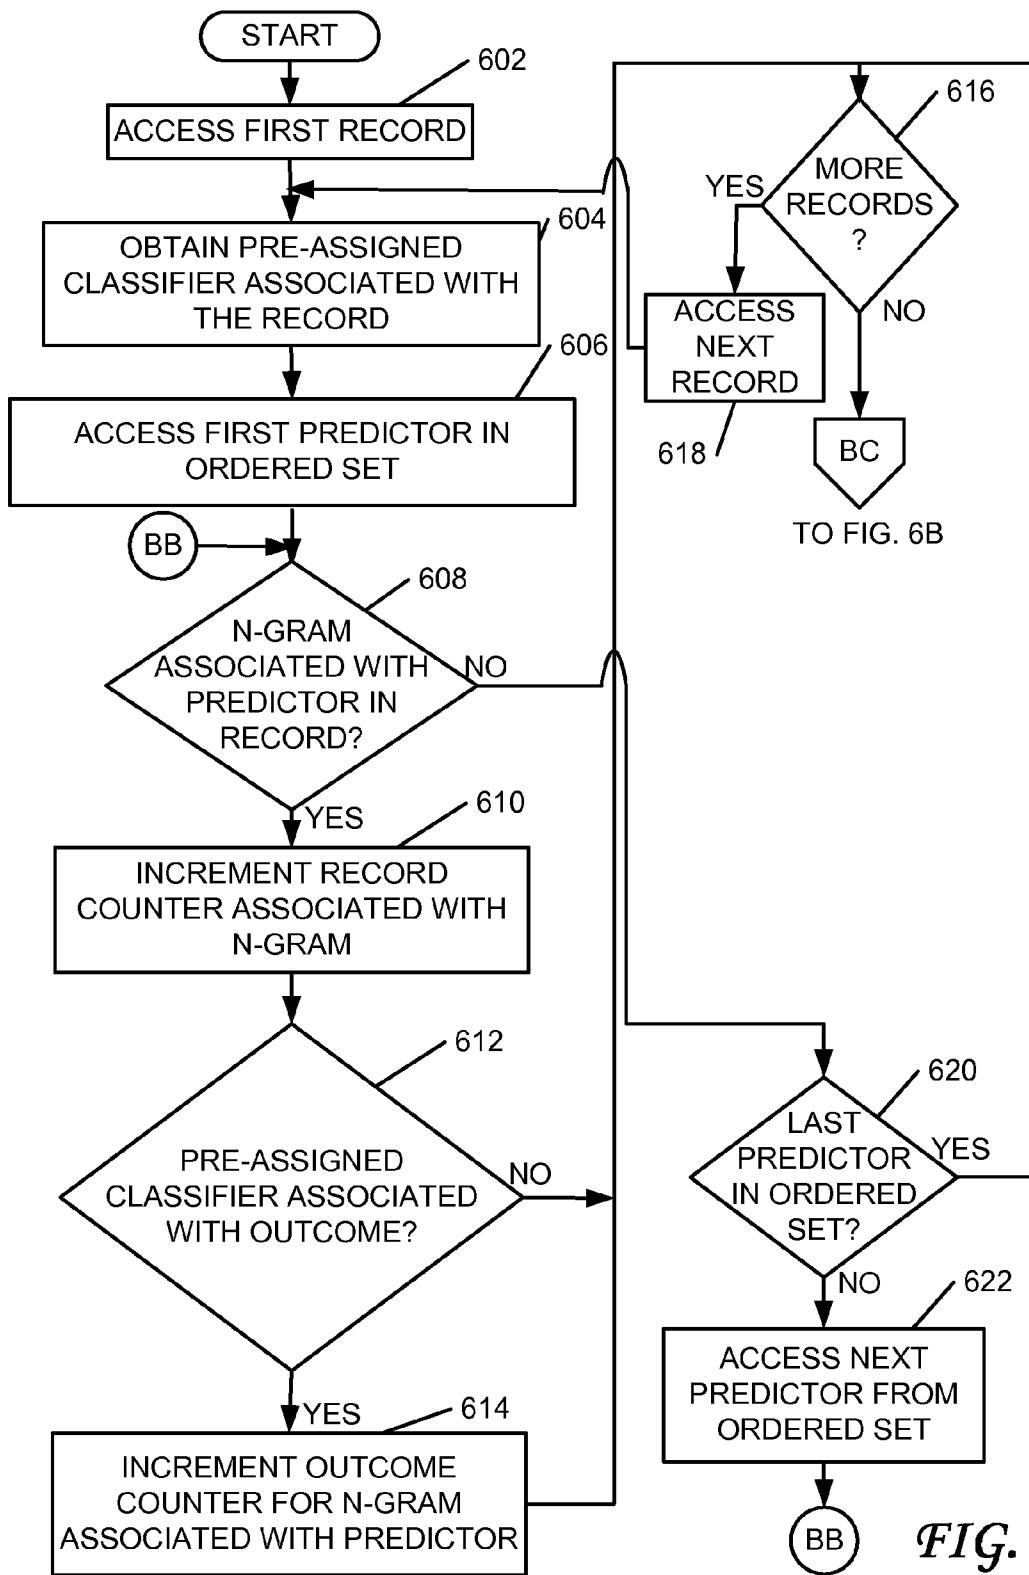 START
602
ACCESS FIRST RECORD
604
OBTAIN PRE-ASSIGNED
CLASSIFIER ASSOCIATED WITH
THE RECORD
606
ACCESS FIRST PREDICTOR IN
ORDERED SET
BB
608
N-GRAM
ASSOCIATED WITH
PREDICTOR IN
RECORD?
NO
YES
610
INCREMENT RECORD
COUNTER ASSOCIATED WITH
N-GRAM
612
PRE-ASSIGNED
CLASSIFIER ASSOCIATED
WITH OUTCOME?
NO
YES
614
INCREMENT OUTCOME
COUNTER FOR N-GRAM
ASSOCIATED WITH PREDICTOR
616
MORE
RECORDS
?
YES
NO
ACCESS
NEXT
RECORD
618
BC
TO FIG. 6B
620
LAST
PREDICTOR
IN ORDERED
SET?
YES
NO
622
ACCESS NEXT
PREDICTOR FROM
ORDERED SET
BB
FIG.